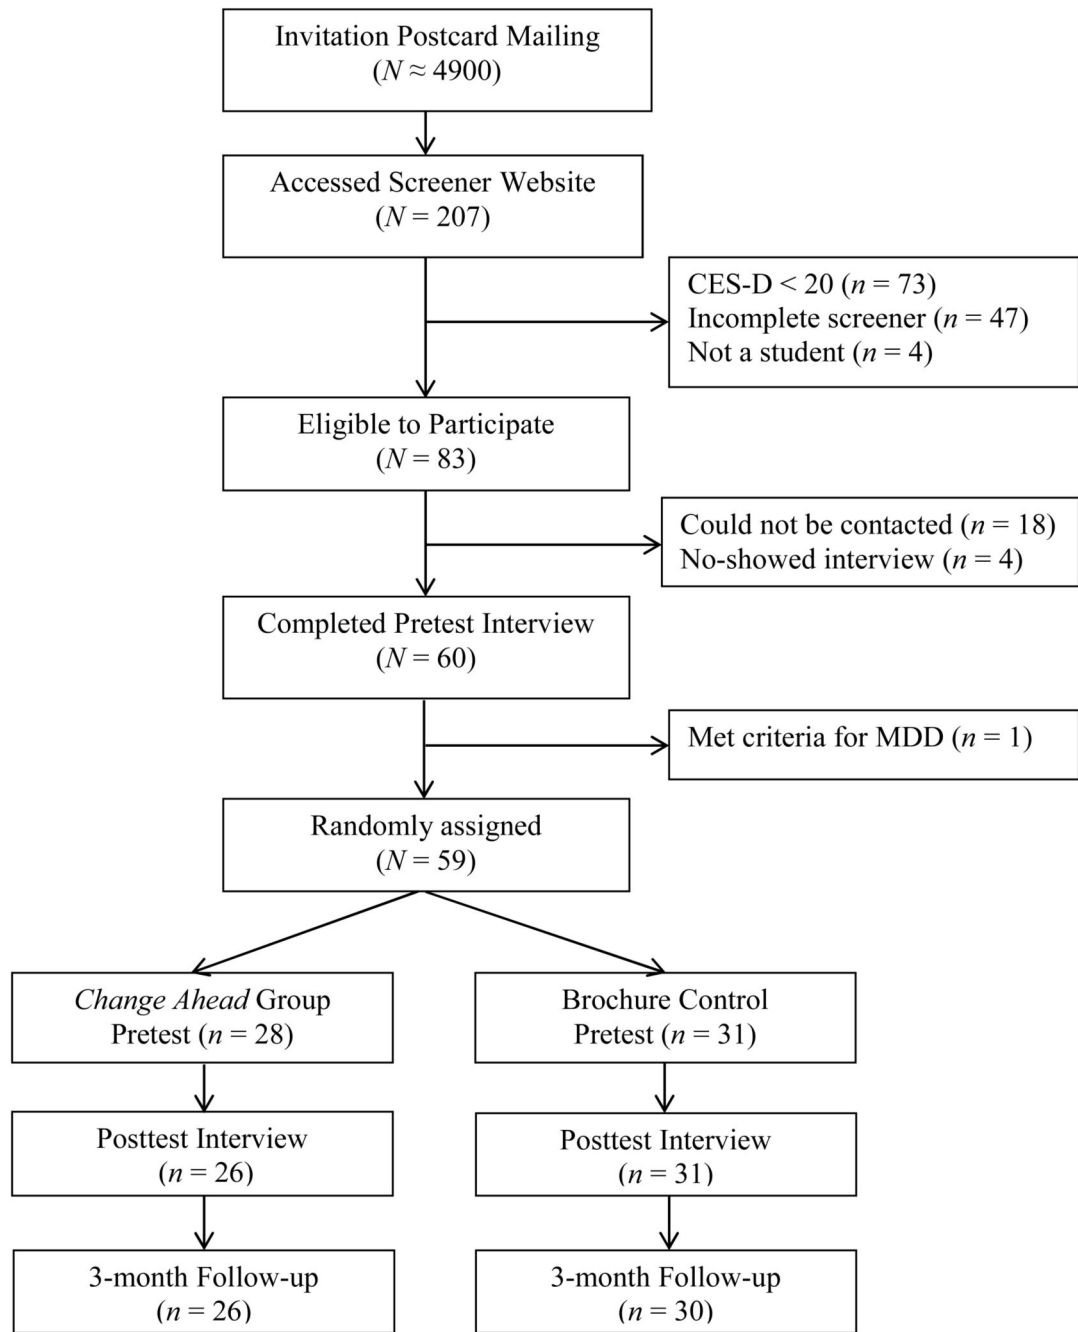 Invitation Postcard Mailing
(N ≈ 4900)
Accessed Screener Website
(N = 207)
CES-D < 20 (n = 73)
Incomplete screener (n = 47)
Not a student (n = 4)
Eligible to Participate
(N = 83)
Could not be contacted (n = 18)
No-showed interview (n = 4)
Completed Pretest Interview
(N = 60)
Met criteria for MDD (n = 1)
Randomly assigned
(N = 59)
Change Ahead Group
Pretest (n = 28)
Brochure Control
Pretest (n = 31)
Posttest Interview
(n = 26)
Posttest Interview
(n = 31)
3-month Follow-up
(n = 26)
3-month Follow-up
(n = 30)